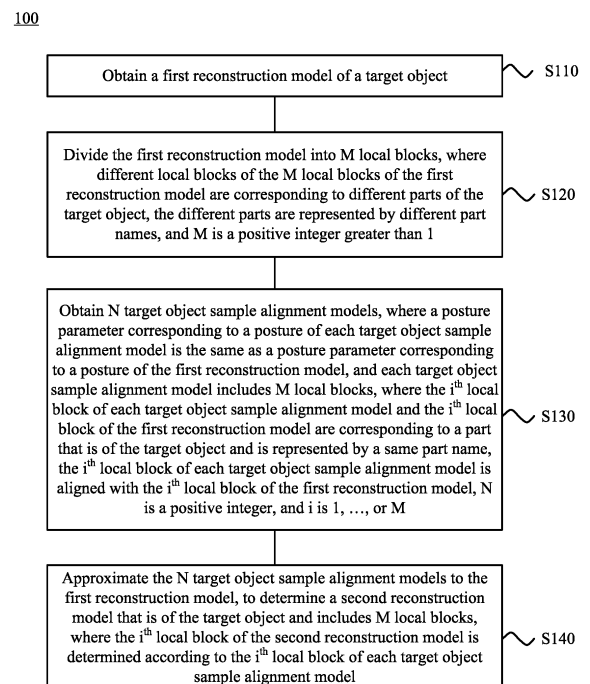 100
Obtain a first reconstruction model of a target object
S110
Divide the first reconstruction model into M local blocks, where
different local blocks of the M local blocks of the first
reconstruction model are corresponding to different parts of the
target object, the different parts are represented by different part
names, and M is a positive integer greater than 1
S120
Obtain N target object sample alignment models, where a posture
parameter corresponding to a posture of each target object sample
alignment model is the same as a posture parameter corresponding
to a posture of the first reconstruction model, and each target object
sample alignment model includes M local blocks, where the iᵗʰ local
block of each target object sample alignment model and the iᵗʰ local
block of the first reconstruction model are corresponding to a part
that is of the target object and is represented by a same part name,
the iᵗʰ local block of each target object sample alignment model is
aligned with the iᵗʰ local block of the first reconstruction model, N
is a positive integer, and i is 1, …, or M
S130
Approximate the N target object sample alignment models to the
first reconstruction model, to determine a second reconstruction
model that is of the target object and includes M local blocks,
where the iᵗʰ local block of the second reconstruction model is
determined according to the iᵗʰ local block of each target object
sample alignment model
S140